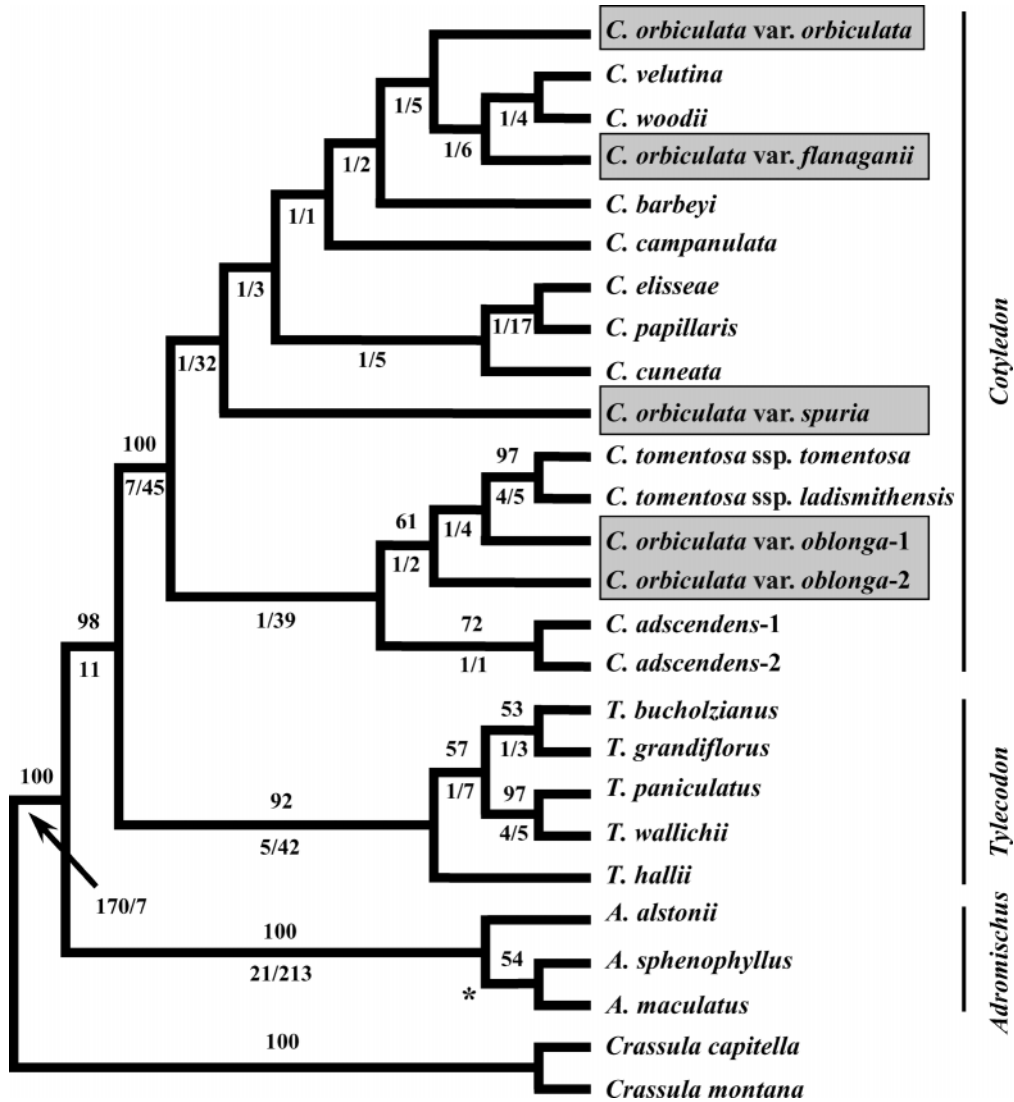 C. orbiculata var. orbiculata
C. velutina
1/5
1/4
C. woodii
1/6
C. orbiculata var. flanaganii
1/2
C. barbeyi
1/1
C. campanulata
1/3
C. elisseae
1/17
C. papillaris
1/5
1/32
C. cuneata
Cotyledon
C. orbiculata var. spuria
100
97
C. tomentosa ssp. tomentosa
7/45
4/5
C. tomentosa ssp. ladismithensis
61
1/4
C. orbiculata var. oblonga-1
1/2
C. orbiculata var. oblonga-2
98
1/39
72
C. adscendens-1
11
1/1
C. adscendens-2
53
T. bucholzianus
57
1/3
T. grandiflorus
100
1/7
97
T. paniculatus
92
4/5
T. wallichii
5/42
T. hallii
Tylecodon
170/7
A. alstonii
100
54
A. sphenophyllus
21/213
*
A. maculatus
Adromischus
100
Crassula capitella
Crassula montana